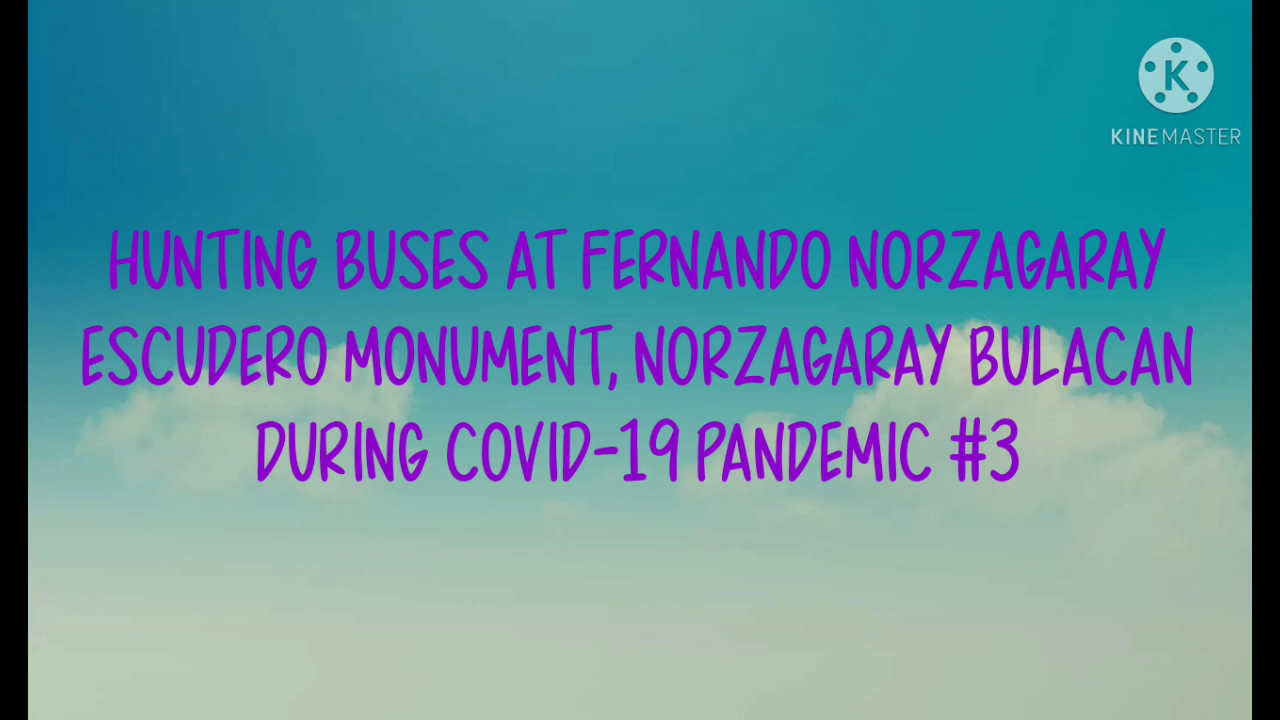 K
KINEMASTER
HUNTING BUSES AT FERNANDO NORZAGARAY
ESCUDERO MONUMENT, NORZAGARAY BULACAN
DURING COVID-19 PANDEMIC #3